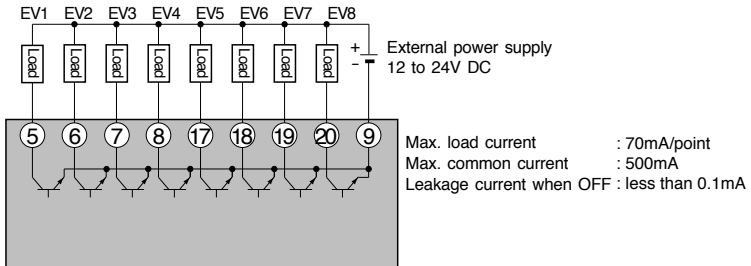 EV1 EV2 EV3 EV4 EV5 EV6 EV7 EV8
Load Load Load Load Load Load Load Load
+
−
External power supply
12 to 24V DC
5 6 7 8 17 18 19 20 9
Max. load current : 70mA/point
Max. common current : 500mA
Leakage current when OFF : less than 0.1mA